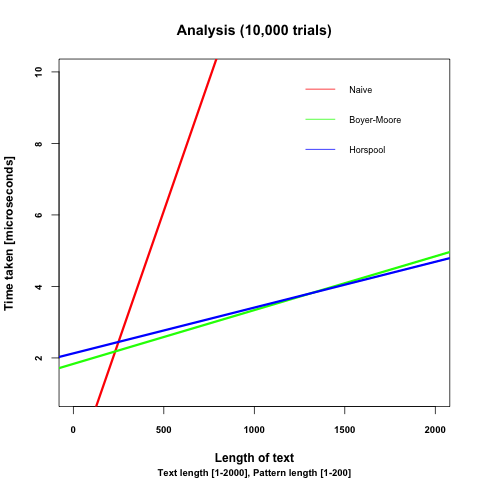 Analysis (10,000 trials)
Naive
Boyer-Moore
Horspool
Time taken [microseconds]
10
8
6
4
2
0 500 1000 1500 2000
Length of text
Text length [1-2000], Pattern length [1-200]